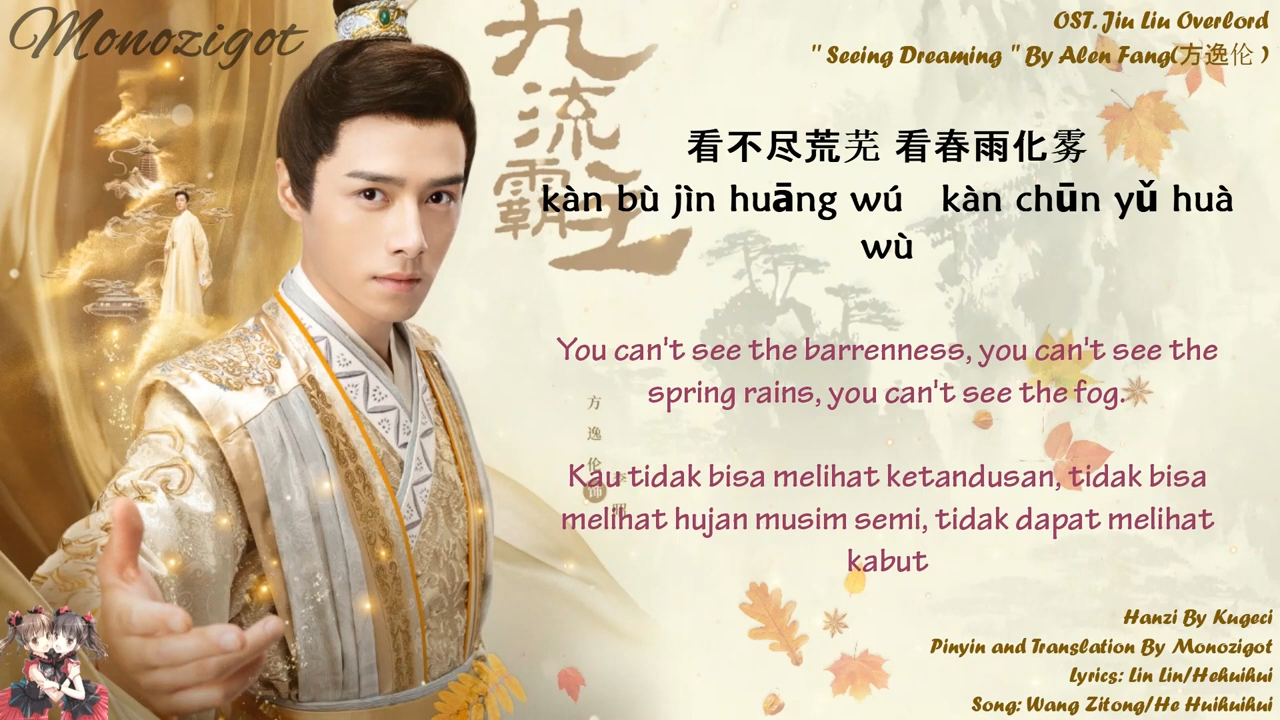 Monozigot
OST. Jiu Liu Overlord
" Seeing Dreaming " By Alen Fang(方逸伦 )
九
流
霸
主
看不尽荒芜 看春雨化雾
kàn bù jìn huāng wú kàn chūn yǔ huà
wù
You can't see the barrenness, you can't see the
spring rains, you can't see the fog.
方
逸
伦
饰
Kau tidak bisa melihat ketandusan, tidak bisa
melihat hujan musim semi, tidak dapat melihat
kabut
Hanzi By Kugeci
Pinyin and Translation By Monozigot
Lyrics: Lin Lin/Hehuihui
Song: Wang Zitong/He Huihuihui